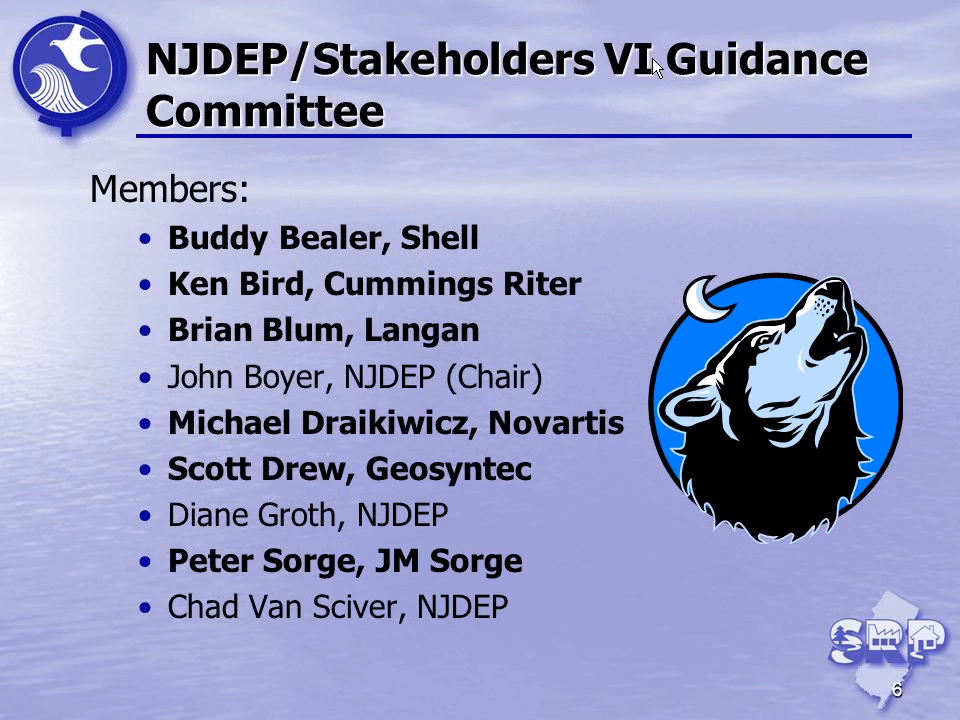 NJDEP/Stakeholders VI Guidance
Committee
Members:
• Buddy Bealer, Shell
• Ken Bird, Cummings Riter
• Brian Blum, Langan
• John Boyer, NJDEP (Chair)
• Michael Draikiwicz, Novartis
• Scott Drew, Geosyntec
• Diane Groth, NJDEP
• Peter Sorge, JM Sorge
• Chad Van Sciver, NJDEP
SRP
6